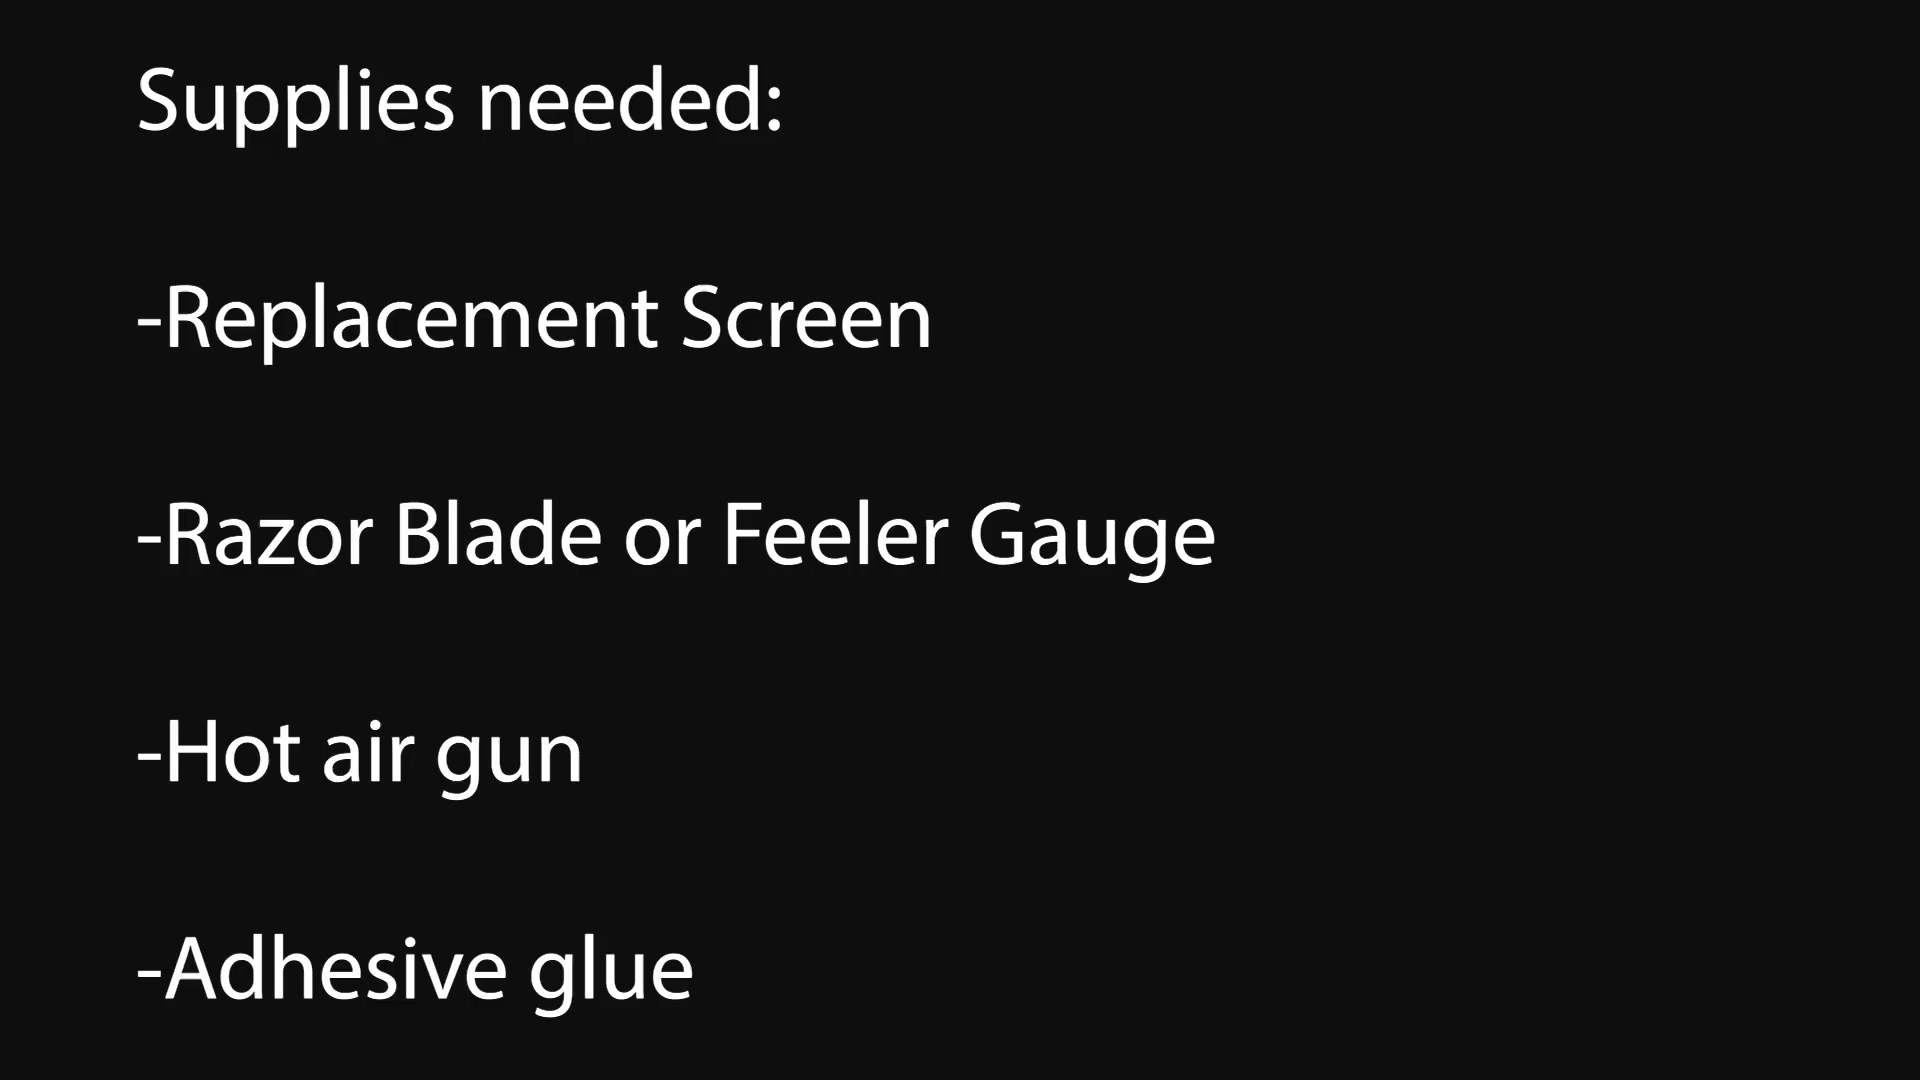 Supplies needed:
-Replacement Screen
-Razor Blade or Feeler Gauge
-Hot air gun
-Adhesive glue